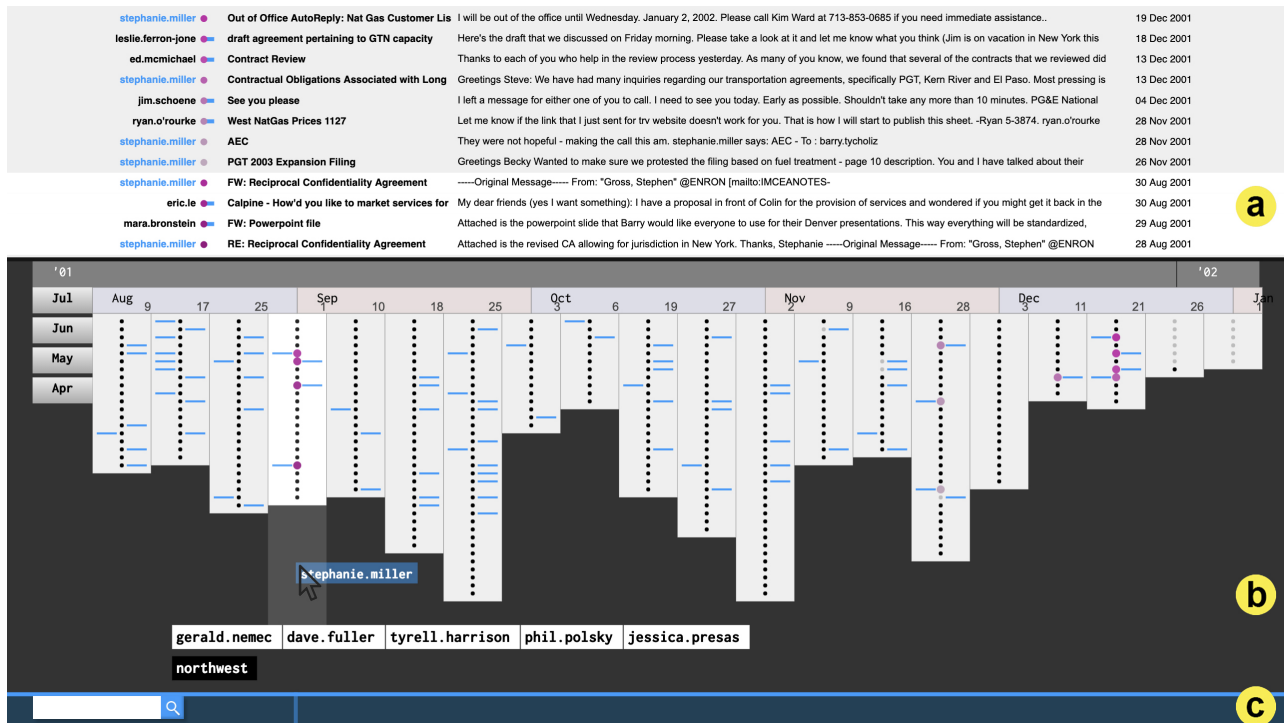 stephanie.miller Out of Office AutoReply: Nat Gas Customer Lis I will be out of the office until Wednesday. January 2, 2002. Please call Kim Ward at 713-853-0685 if you need immediate assistance.. 19 Dec 2001
leslie.ferron-jone draft agreement pertaining to GTN capacity Here's the draft that we discussed on Friday morning. Please take a look at it and let me know what you think (Jim is on vacation in New York this 18 Dec 2001
ed.mcmichael Contract Review Thanks to each of you who help in the review process yesterday. As many of you know, we found that several of the contracts that we reviewed did 13 Dec 2001
stephanie.miller Contractual Obligations Associated with Long Greetings Steve: We have had many inquiries regarding our transportation agreements, specifically PGT, Kern River and El Paso. Most pressing is 13 Dec 2001
jim.schoene See you please I left a message for either one of you to call. I need to see you today. Early as possible. Shouldn't take any more than 10 minutes. PG&E National 04 Dec 2001
ryan.o'rourke West NatGas Prices 1127 Let me know if the link that I just sent for trv website doesn't work for you. That is how I will start to publish this sheet. -Ryan 5-3874. ryan.o'rourke 28 Nov 2001
stephanie.miller AEC They were not hopeful - making the call this am. stephanie.miller says: AEC - To : barry.tycholiz 28 Nov 2001
stephanie.miller PGT 2003 Expansion Filing Greetings Becky Wanted to make sure we protested the filing based on fuel treatment - page 10 description. You and I have talked about their 26 Nov 2001
stephanie.miller FW: Reciprocal Confidentiality Agreement -----Original Message----- From: "Gross, Stephen" @ENRON [mailto:IMCEANOTES- 30 Aug 2001
eric.le Calpine - How'd you like to market services for My dear friends (yes I want something): I have a proposal in front of Colin for the provision of services and wondered if you might get it back in the 30 Aug 2001
mara.bronstein FW: Powerpoint file Attached is the powerpoint slide that Barry would like everyone to use for their Denver presentations. This way everything will be standardized, 29 Aug 2001
stephanie.miller RE: Reciprocal Confidentiality Agreement Attached is the revised CA allowing for jurisdiction in New York. Thanks, Stephanie -----Original Message----- From: "Gross, Stephen" @ENRON 28 Aug 2001
a
'01 '02
Jul Aug Sep Oct Nov Dec Jan
9 17 25 1 10 18 25 3 6 19 27 2 9 16 28 3 11 21 26 1
Jun
May
Apr
stephanie.miller
b
gerald.nemec dave.fuller tyrell.harrison phil.polsky jessica.presas
northwest
c